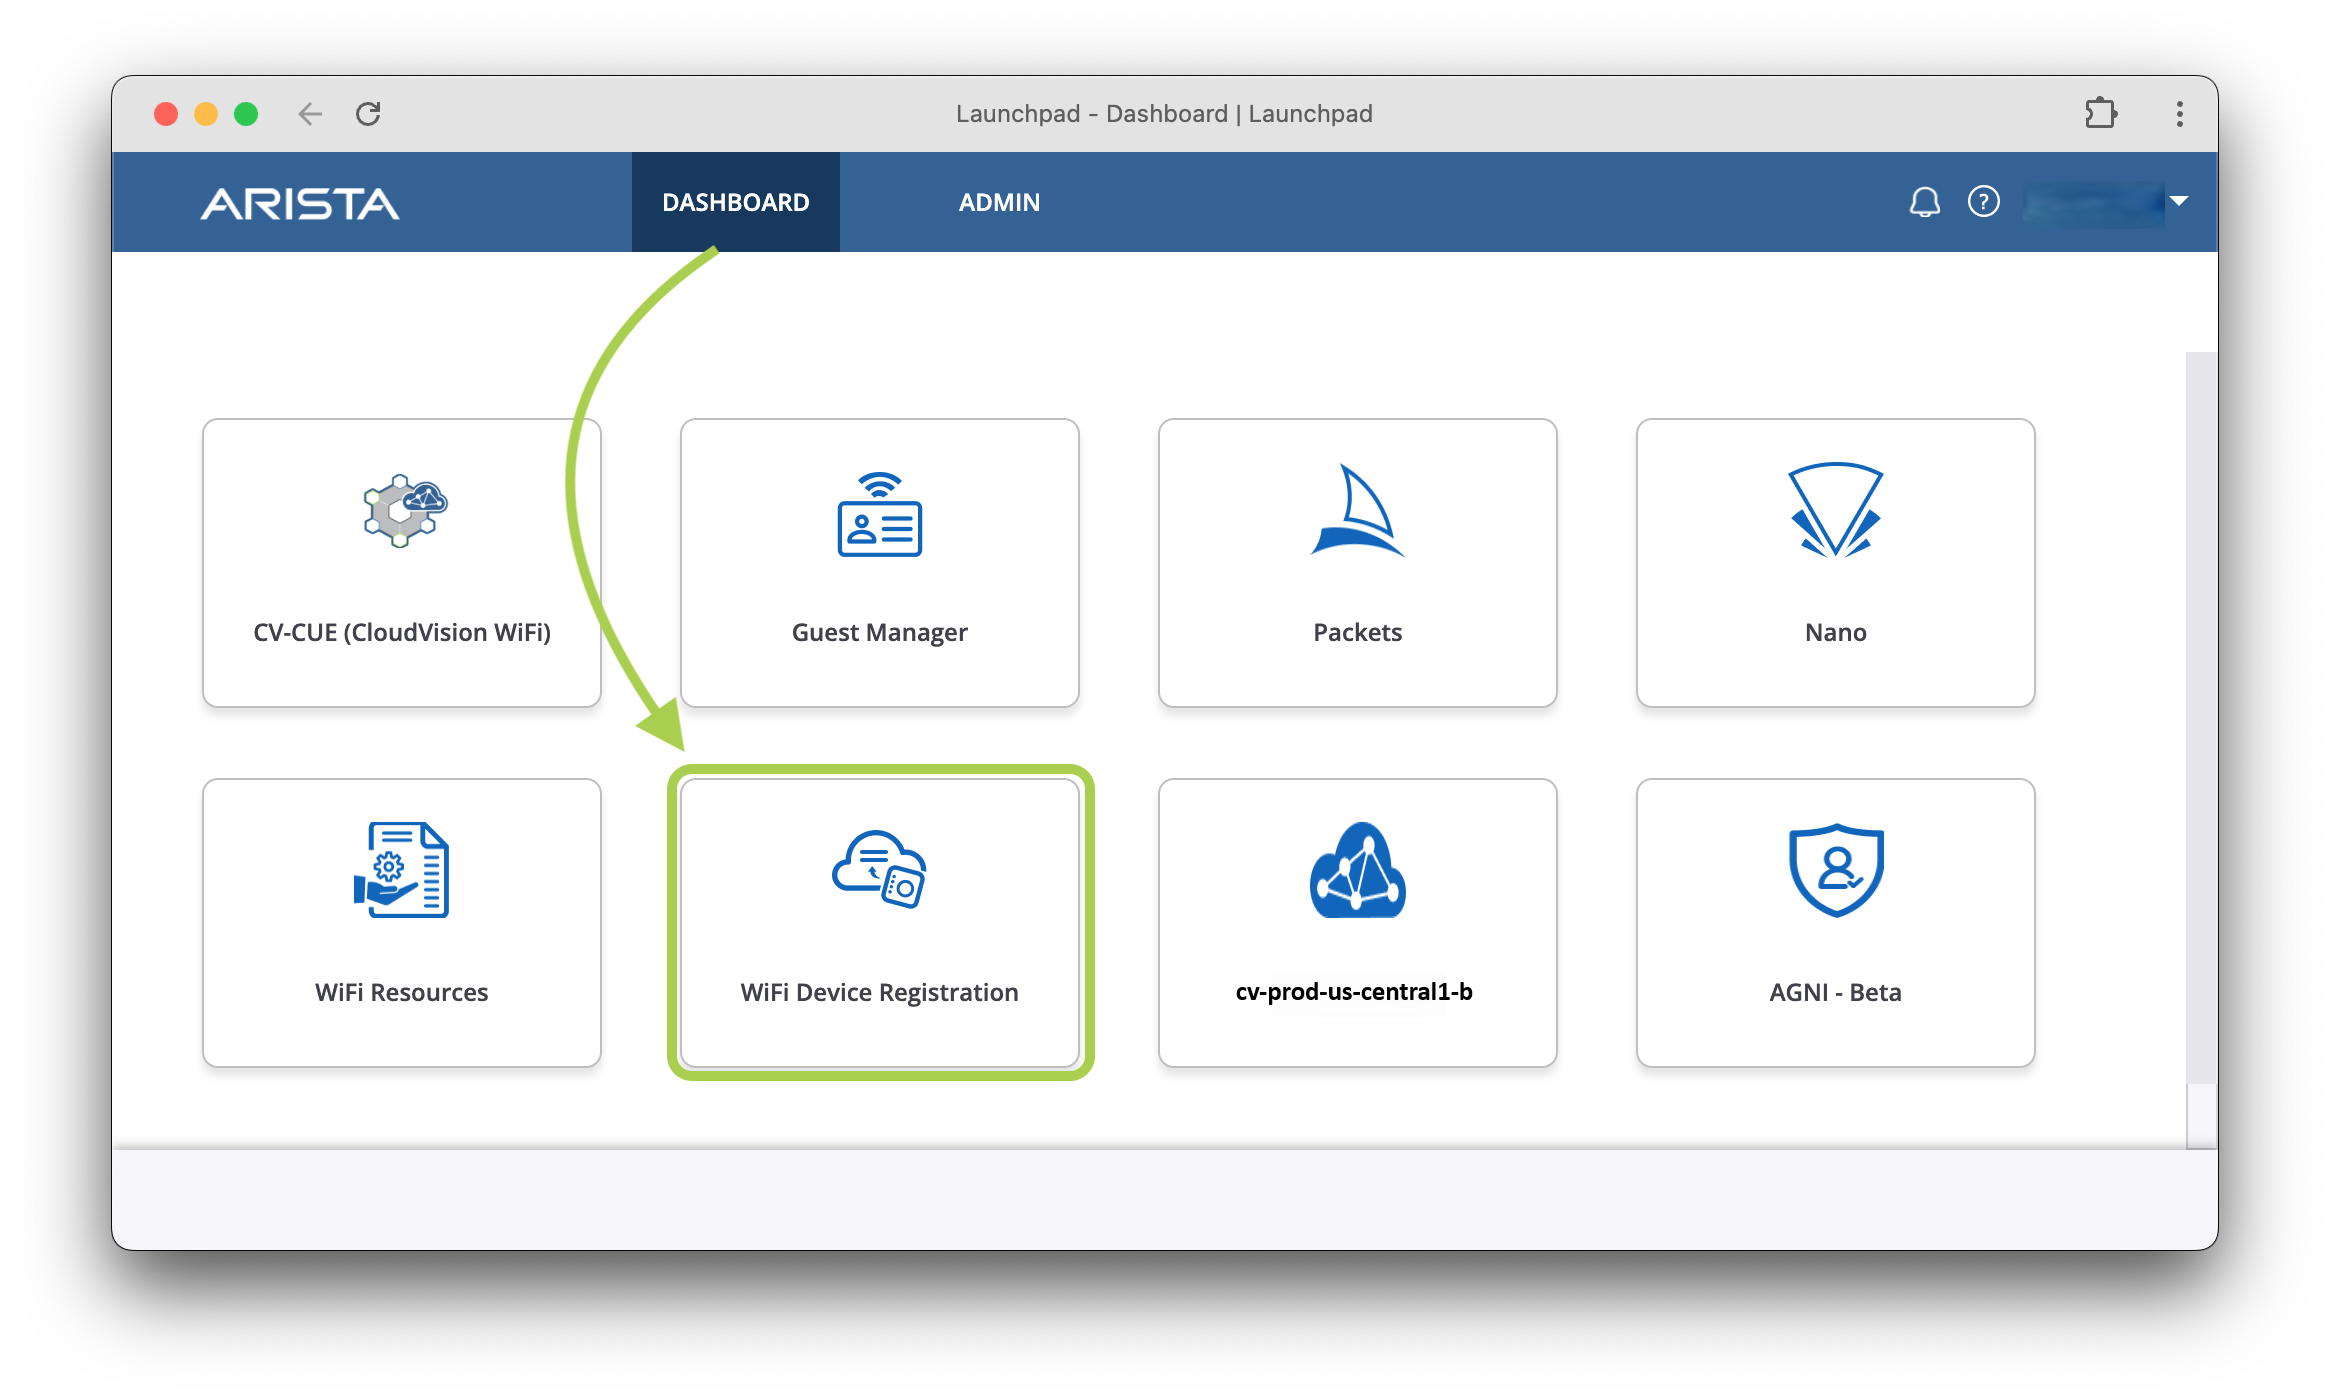 Launchpad - Dashboard | Launchpad
ARISTA
DASHBOARD
ADMIN
?
CV-CUE (CloudVision WiFi)
Guest Manager
Packets
Nano
WiFi Resources
WiFi Device Registration
cv-prod-us-central1-b
AGNI - Beta